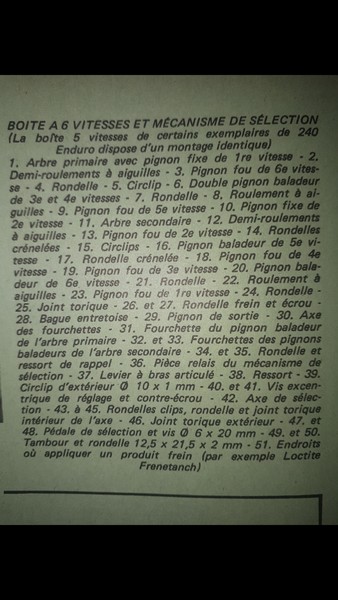 BOITE A 6 VITESSES ET MÉCANISME DE SÉLECTION
(La boîte 5 vitesses de certains exemplaires de 240
Enduro dispose d'un montage identique)
1. Arbre primaire avec pignon fixe de 1re vitesse - 2.
Demi-roulements à aiguilles - 3. Pignon fou de 6e vites-
se - 4. Rondelle - 5. Circlip - 6. Double pignon baladeur
de 3e et 4e vitesses - 7. Rondelle - 8. Roulement à ai-
guilles - 9. Pignon fou de 5e vitesse - 10. Pignon fixe de
2e vitesse - 11. Arbre secondaire - 12. Demi-roulements
à aiguilles - 13. Pignon fou de 2e vitesse - 14. Rondelles
crénelées - 15. Circlips - 16. Pignon baladeur de 5e vi-
tesse - 17. Rondelle crénelée - 18. Pignon fou de 4e
vitesse - 19. Pignon fou de 3e vitesse - 20. Pignon bala-
deur de 6e vitesse - 21. Rondelle - 22. Roulement à
aiguilles - 23. Pignon fou de 1re vitesse - 24. Rondelle -
25. Joint torique - 26. et 27. Rondelle frein et écrou -
28. Bague entretoise - 29. Pignon de sortie - 30. Axe
des fourchettes - 31. Fourchette du pignon baladeur
de l'arbre primaire - 32. et 33. Fourchettes des pignons
baladeurs de l'arbre secondaire - 34. et 35. Rondelle et
ressort de rappel - 36. Pièce relais du mécanisme de
sélection - 37. Levier à bras articulé - 38. Ressort - 39.
Circlip d'extérieur Ø 10 x 1 mm - 40. et 41. Vis excen-
trique de réglage et contre-écrou - 42. Axe de sélec-
tion - 43. à 45. Rondelles clips, rondelle et joint torique
intérieur de l'axe - 46. Joint torique extérieur - 47. et
48. Pédale de sélection et vis Ø 6 x 20 mm - 49. et 50.
Tambour et rondelle 12,5 x 21,5 x 2 mm - 51. Endroits
où appliquer un produit frein (par exemple Loctite
Frenetanch)